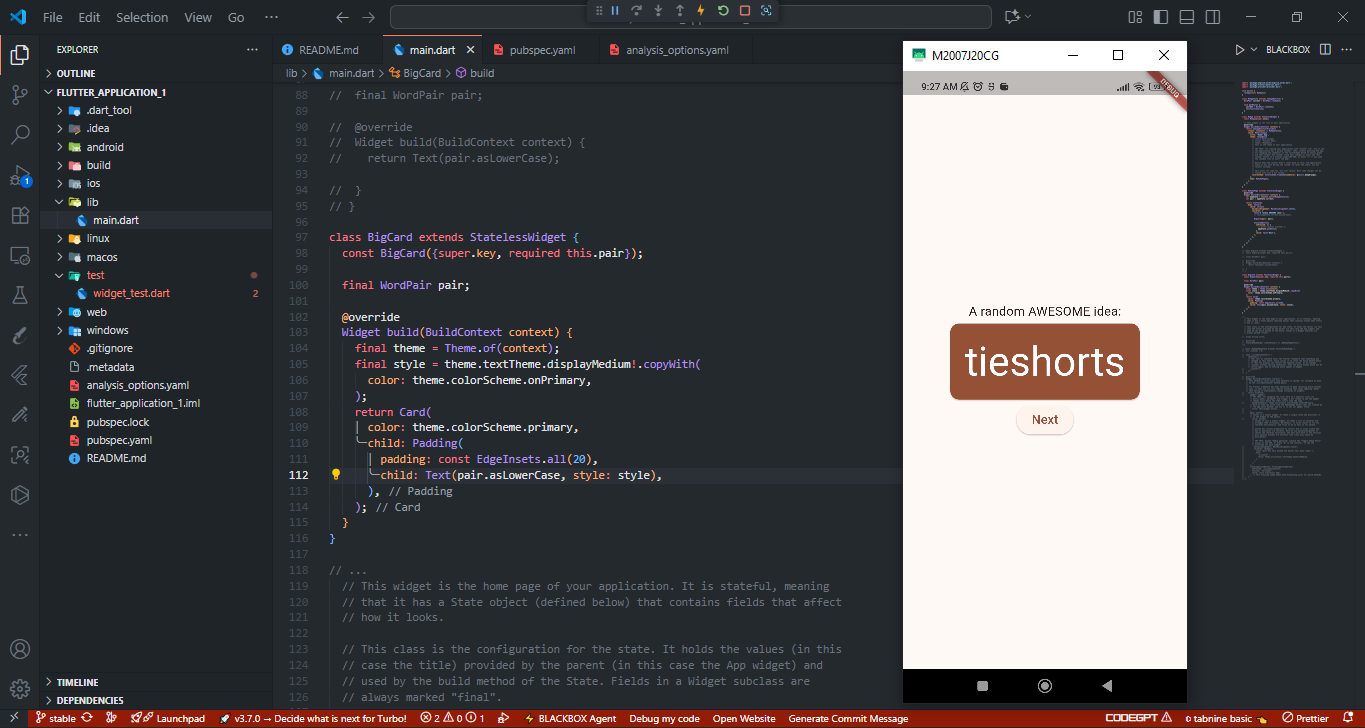 File Edit Selection View Go ···
EXPLORER ···
README.md main.dart pubspec.yaml analysis_options.yaml BLACKBOX
OUTLINE
lib > main.dart > BigCard > build
FLUTTER_APPLICATION_1
.dart_tool
.idea
android
build
ios
lib
main.dart
linux
macos
test
widget_test.dart 2
web
windows
.gitignore
.metadata
analysis_options.yaml
flutter_application_1.iml
pubspec.lock
pubspec.yaml
README.md
TIMELINE
DEPENDENCIES
1
88 // final WordPair pair;
89
90 // @override
91 // Widget build(BuildContext context) {
92 // return Text(pair.asLowerCase);
93
94 // }
95 // }
96
97 class BigCard extends StatelessWidget {
98 const BigCard({super.key, required this.pair});
99
100 final WordPair pair;
101
102 @override
103 Widget build(BuildContext context) {
104 final theme = Theme.of(context);
105 final style = theme.textTheme.displayMedium!.copyWith(
106 color: theme.colorScheme.onPrimary,
107 );
108 return Card(
109 color: theme.colorScheme.primary,
110 child: Padding(
111 padding: const EdgeInsets.all(20),
112 child: Text(pair.asLowerCase, style: style),
113 ), // Padding
114 ); // Card
115 }
116 }
117
118 // ...
119 // This widget is the home page of your application. It is stateful, meaning
120 // that it has a State object (defined below) that contains fields that affect
121 // how it looks.
122
123 // This class is the configuration for the state. It holds the values (in this
124 // case the title) provided by the parent (in this case the App widget) and
125 // used by the build method of the State. Fields in a Widget subclass are
126 // always marked "final".
M2007J20CG
9:27 AM
DEBUG
A random AWESOME idea:
tieshorts
Next
stable Launchpad v3.7.0 → Decide what is next for Turbo! 2 0 1 BLACKBOX Agent Debug my code Open Website Generate Commit Message CODEGPT tabnine basic Prettier